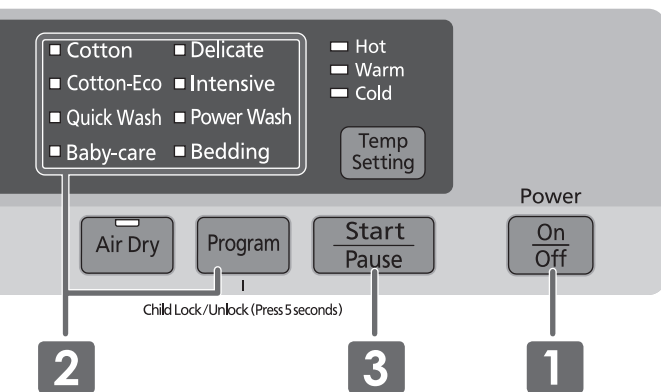 Cotton Delicate
Cotton-Eco Intensive
Quick Wash Power Wash
Baby-care Bedding
Hot
Warm
Cold
Temp
Setting
Power
Air Dry
Program
Start
Pause
On
Off
Child Lock/Unlock (Press 5 seconds)
2
3
1